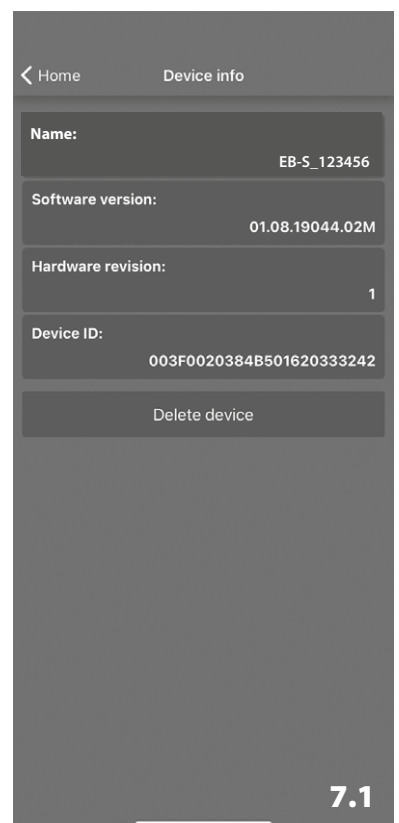 Home Device info
Name:
EB-S_123456
Software version:
01.08.19044.02M
Hardware revision:
1
Device ID:
003F0020384B501620333242
Delete device
7.1